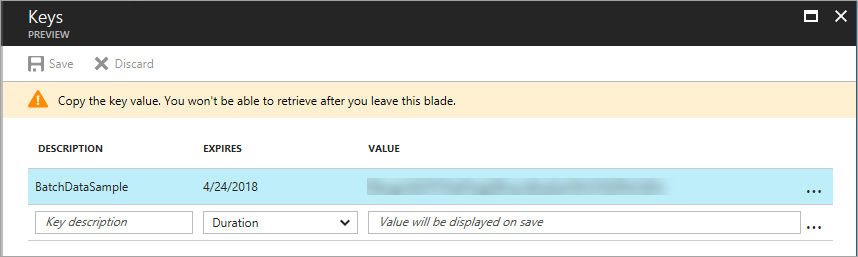 Keys
PREVIEW
Save Discard
Copy the key value. You won't be able to retrieve after you leave this blade.
DESCRIPTION EXPIRES VALUE
BatchDataSample 4/24/2018
Key description Duration Value will be displayed on save